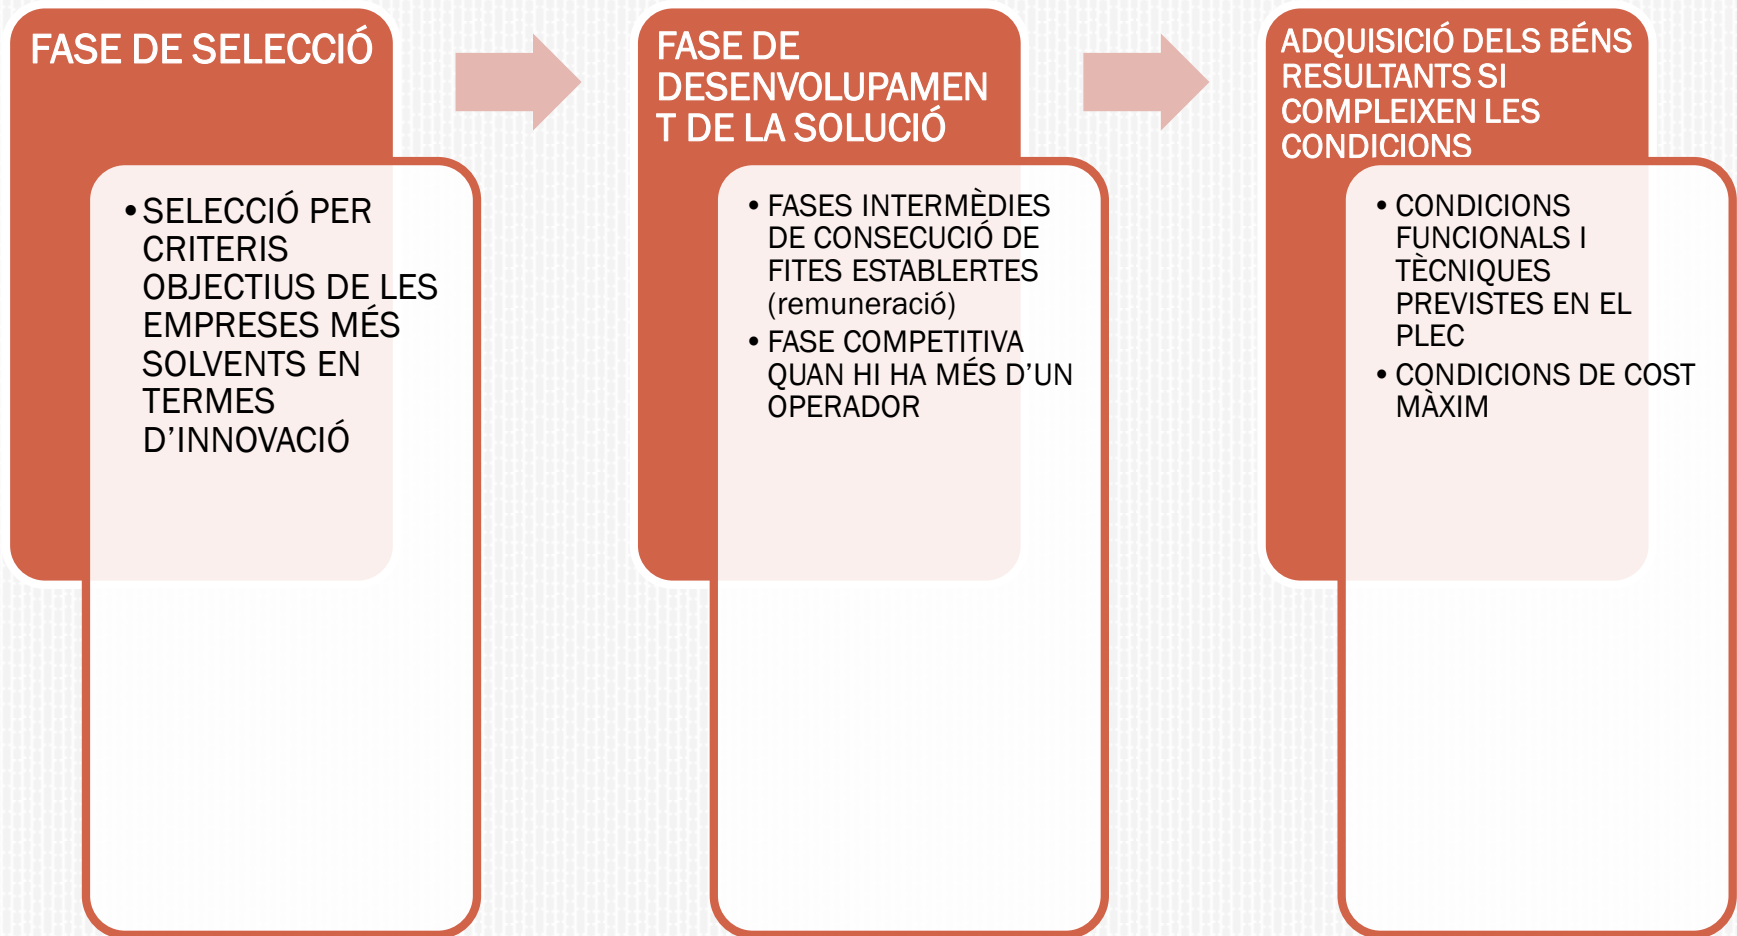 FASE DE SELECCIÓ
• SELECCIÓ PER
CRITERIS
OBJECTIUS DE LES
EMPRESES MÉS
SOLVENTS EN
TERMES
D’INNOVACIÓ
FASE DE
DESENVOLUPAMEN
T DE LA SOLUCIÓ
• FASES INTERMÈDIES
DE CONSECUCIÓ DE
FITES ESTABLERTES
(remuneració)
• FASE COMPETITIVA
QUAN HI HA MÉS D’UN
OPERADOR
ADQUISICIÓ DELS BÉNS
RESULTANTS SI
COMPLEIXEN LES
CONDICIONS
• CONDICIONS
FUNCIONALS I
TÈCNIQUES
PREVISTES EN EL
PLEC
• CONDICIONS DE COST
MÀXIM